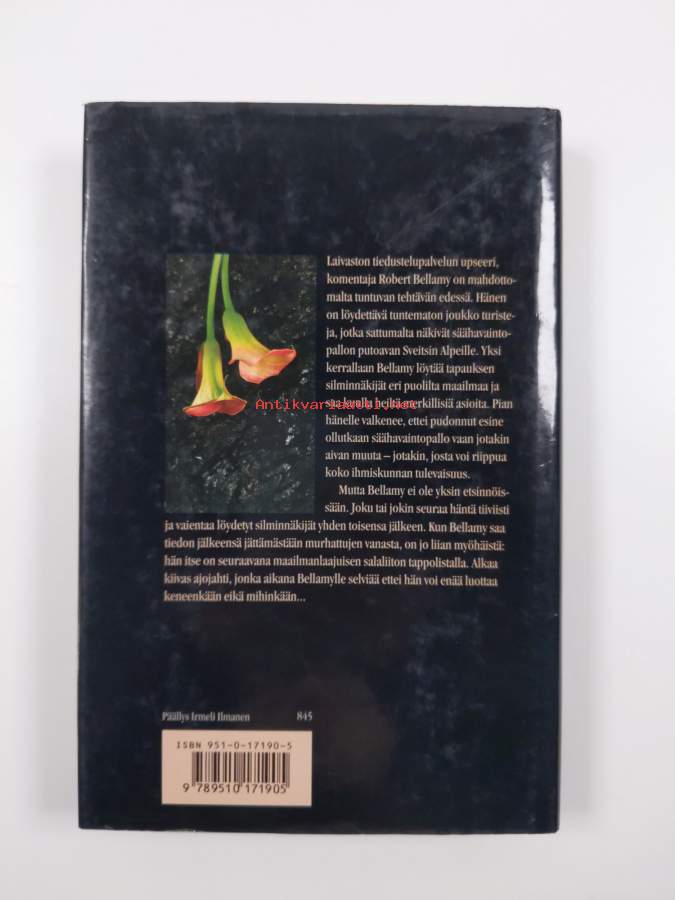 Laivaston tiedustelupalvelun upseeri,
komentaja Robert Bellamy on mahdotto-
malta tuntuvan tehtävän edessä. Hänen
on löydettävä tuntematon joukko turiste-
ja, jotka sattumalta näkivät säähavainto-
pallon putoavan Sveitsin Alpeille. Yksi
kerrallaan Bellamy löytää tapauksen
silminnäkijät eri puolilta maailmaa ja
saa kuulla heiltä merkillisiä asioita. Pian
Antikvariaatti.net
hänelle valkenee, ettei pudonnut esine
ollutkaan säähavaintopallo vaan jotakin
aivan muuta – jotakin, josta voi riippua
koko ihmiskunnan tulevaisuus.
Mutta Bellamy ei ole yksin etsinnöis-
sään. Joku tai jokin seuraa häntä tiiviisti
ja vaientaa löydetyt silminnäkijät yhden toisensa jälkeen. Kun Bellamy saa
tiedon jälkeensä jättämästään murhattujen vanasta, on jo liian myöhäistä:
hän itse on seuraavana maailmanlaajuisen salaliiton tappolistalla. Alkaa
kiivas ajojahti, jonka aikana Bellamylle selviää ettei hän voi enää luottaa
keneenkään eikä mihinkään...
Päällys Irmeli Ilmanen 845
ISBN 951-0-17190-5
9 789510 171905